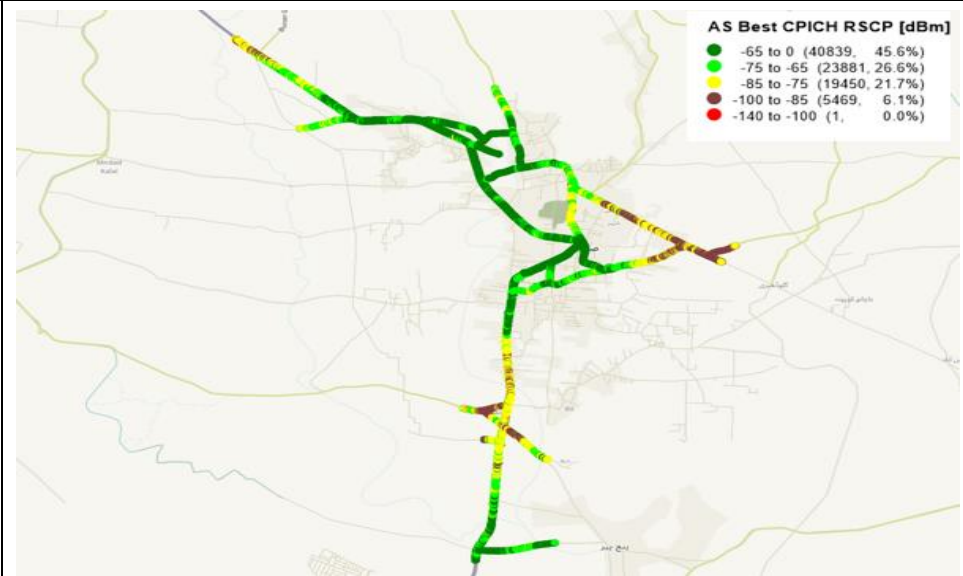 AS Best CPICH RSCP [dBm]
-65 to 0 (40839, 45.6%)
-75 to -65 (23881, 26.6%)
-85 to -75 (19450, 21.7%)
-100 to -85 (5469, 6.1%)
-140 to -100 (1, 0.0%)